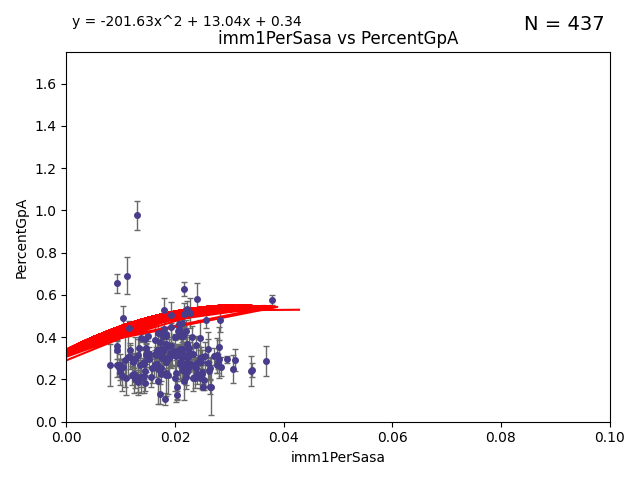 y = -201.63x^2 + 13.04x + 0.34
N = 437
imm1PerSasa vs PercentGpA
1.6
1.4
1.2
1.0
0.8
0.6
0.4
0.2
0.0
PercentGpA
0.00 0.02 0.04 0.06 0.08 0.10
imm1PerSasa